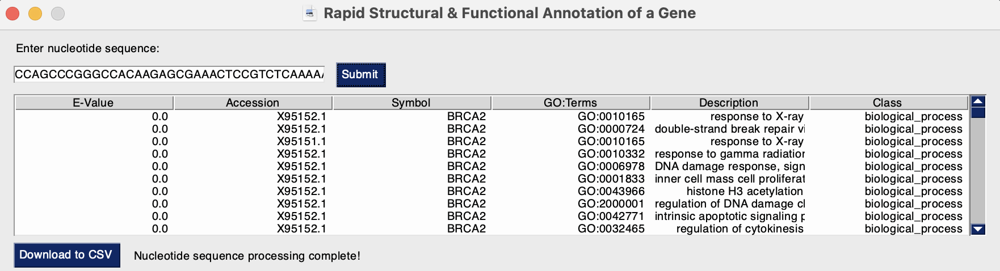 Rapid Structural & Functional Annotation of a Gene
Enter nucleotide sequence:
CCAGCCCGGGCCACAAGAGCGAAACTCCGTCTCAAAAA Submit
E-Value Accession Symbol GO:Terms Description Class
0.0 X95152.1 BRCA2 GO:0010165 response to X-ray biological_process
0.0 X95152.1 BRCA2 GO:0000724 double-strand break repair vi biological_process
0.0 X95151.1 BRCA2 GO:0010165 response to X-ray biological_process
0.0 X95152.1 BRCA2 GO:0010332 response to gamma radiation biological_process
0.0 X95152.1 BRCA2 GO:0006978 DNA damage response, sign biological_process
0.0 X95152.1 BRCA2 GO:0001833 inner cell mass cell proliferat biological_process
0.0 X95152.1 BRCA2 GO:0043966 histone H3 acetylation biological_process
0.0 X95152.1 BRCA2 GO:2000001 regulation of DNA damage cl biological_process
0.0 X95152.1 BRCA2 GO:0042771 intrinsic apoptotic signaling p biological_process
0.0 X95152.1 BRCA2 GO:0032465 regulation of cytokinesis biological_process
Download to CSV Nucleotide sequence processing complete!